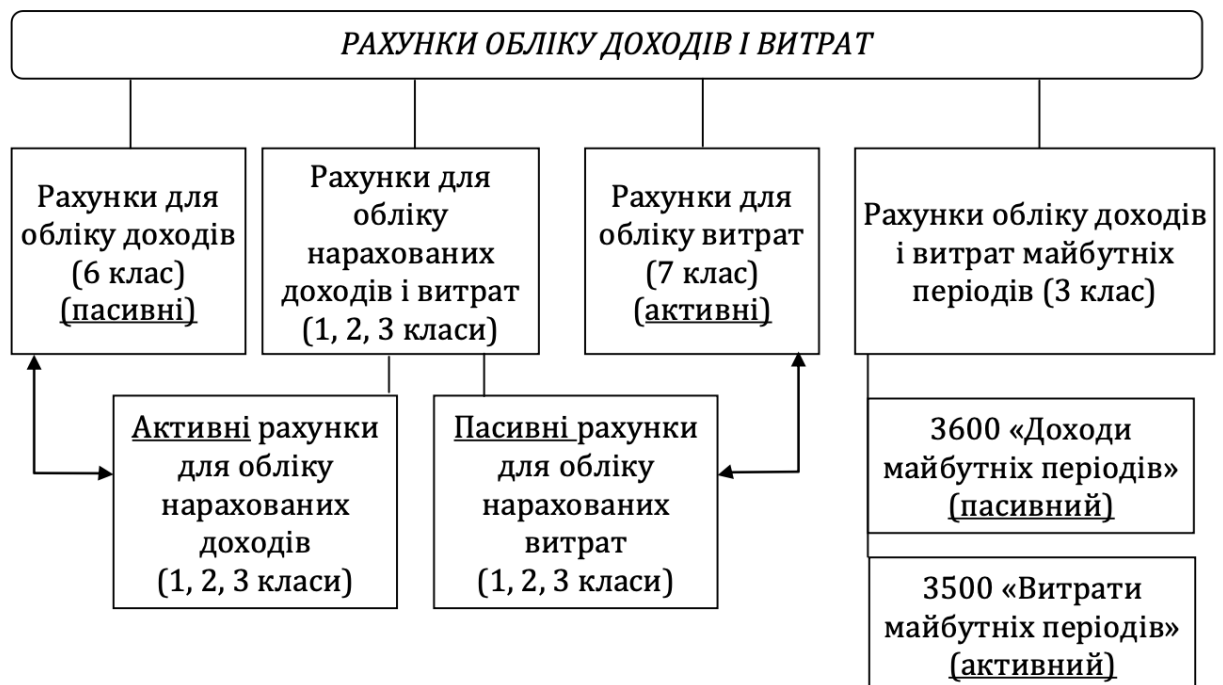 РАХУНКИ ОБЛІКУ ДОХОДІВ І ВИТРАТ
Рахунки для
обліку доходів
(6 клас)
(пасивні)
Рахунки для
обліку
нарахованих
доходів і витрат
(1, 2, 3 класи)
Рахунки для
обліку витрат
(7 клас)
(активні)
Рахунки обліку доходів
і витрат майбутніх
періодів (3 клас)
Активні рахунки
для обліку
нарахованих
доходів
(1, 2, 3 класи)
Пасивні рахунки
для обліку
нарахованих
витрат
(1, 2, 3 класи)
3600 «Доходи
майбутніх періодів»
(пасивний)
3500 «Витрати
майбутніх періодів»
(активний)